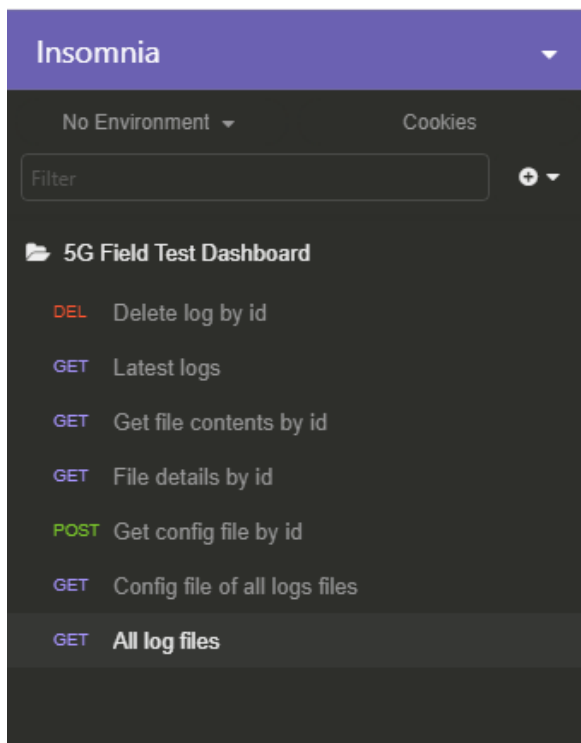 Insomnia
No Environment Cookies
Filter
5G Field Test Dashboard
DEL Delete log by id
GET Latest logs
GET Get file contents by id
GET File details by id
POST Get config file by id
GET Config file of all logs files
GET All log files